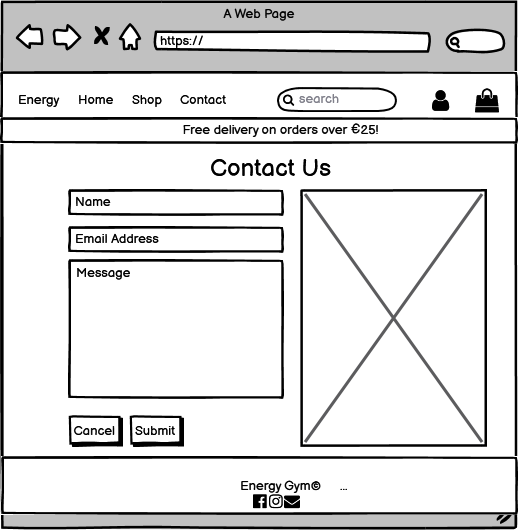 A Web Page
https://
Energy Home Shop Contact search
Free delivery on orders over €25!
Contact Us
Name
Email Address
Message
Cancel Submit
Energy Gym© ...